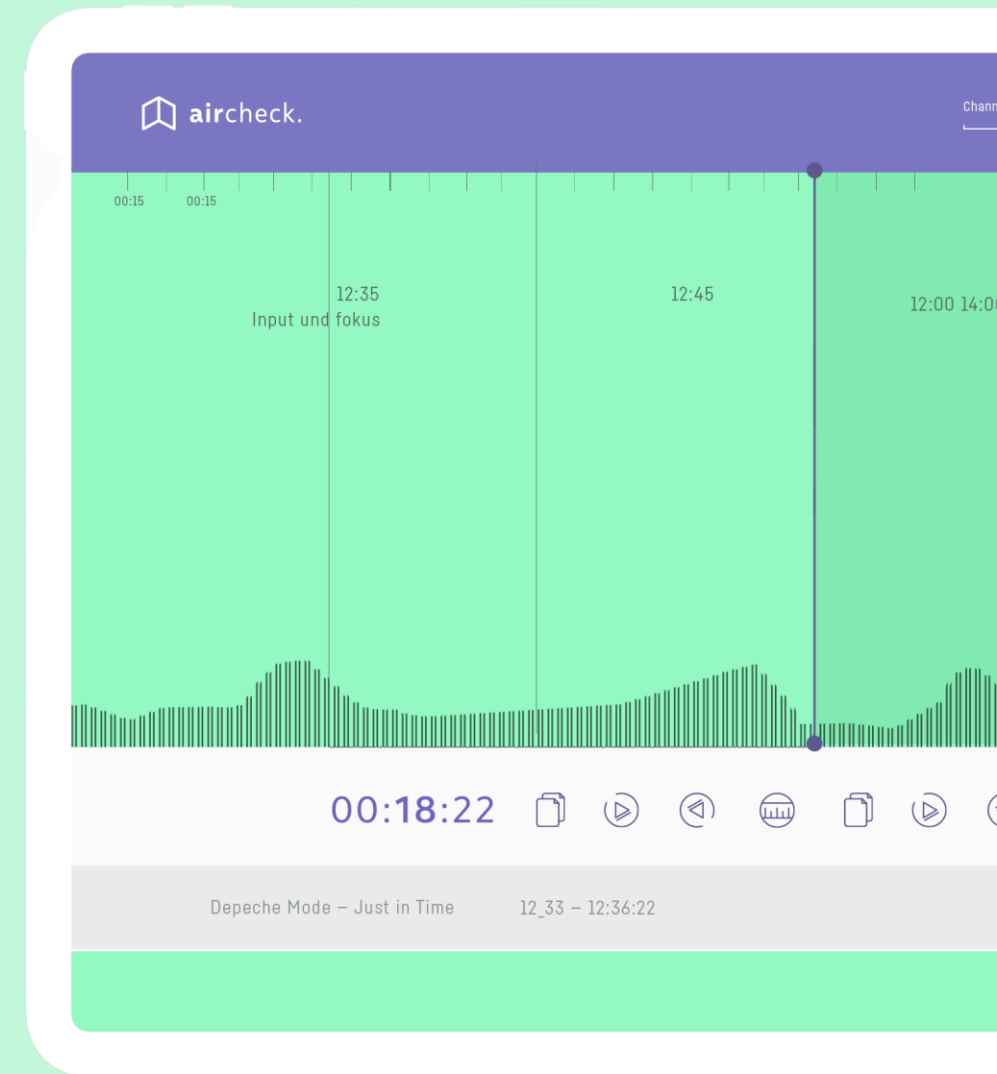 aircheck.
00:15 00:15
12:35
Input und fokus
12:45
00:18:22
Depeche Mode – Just in Time 12_33 – 12:36:22